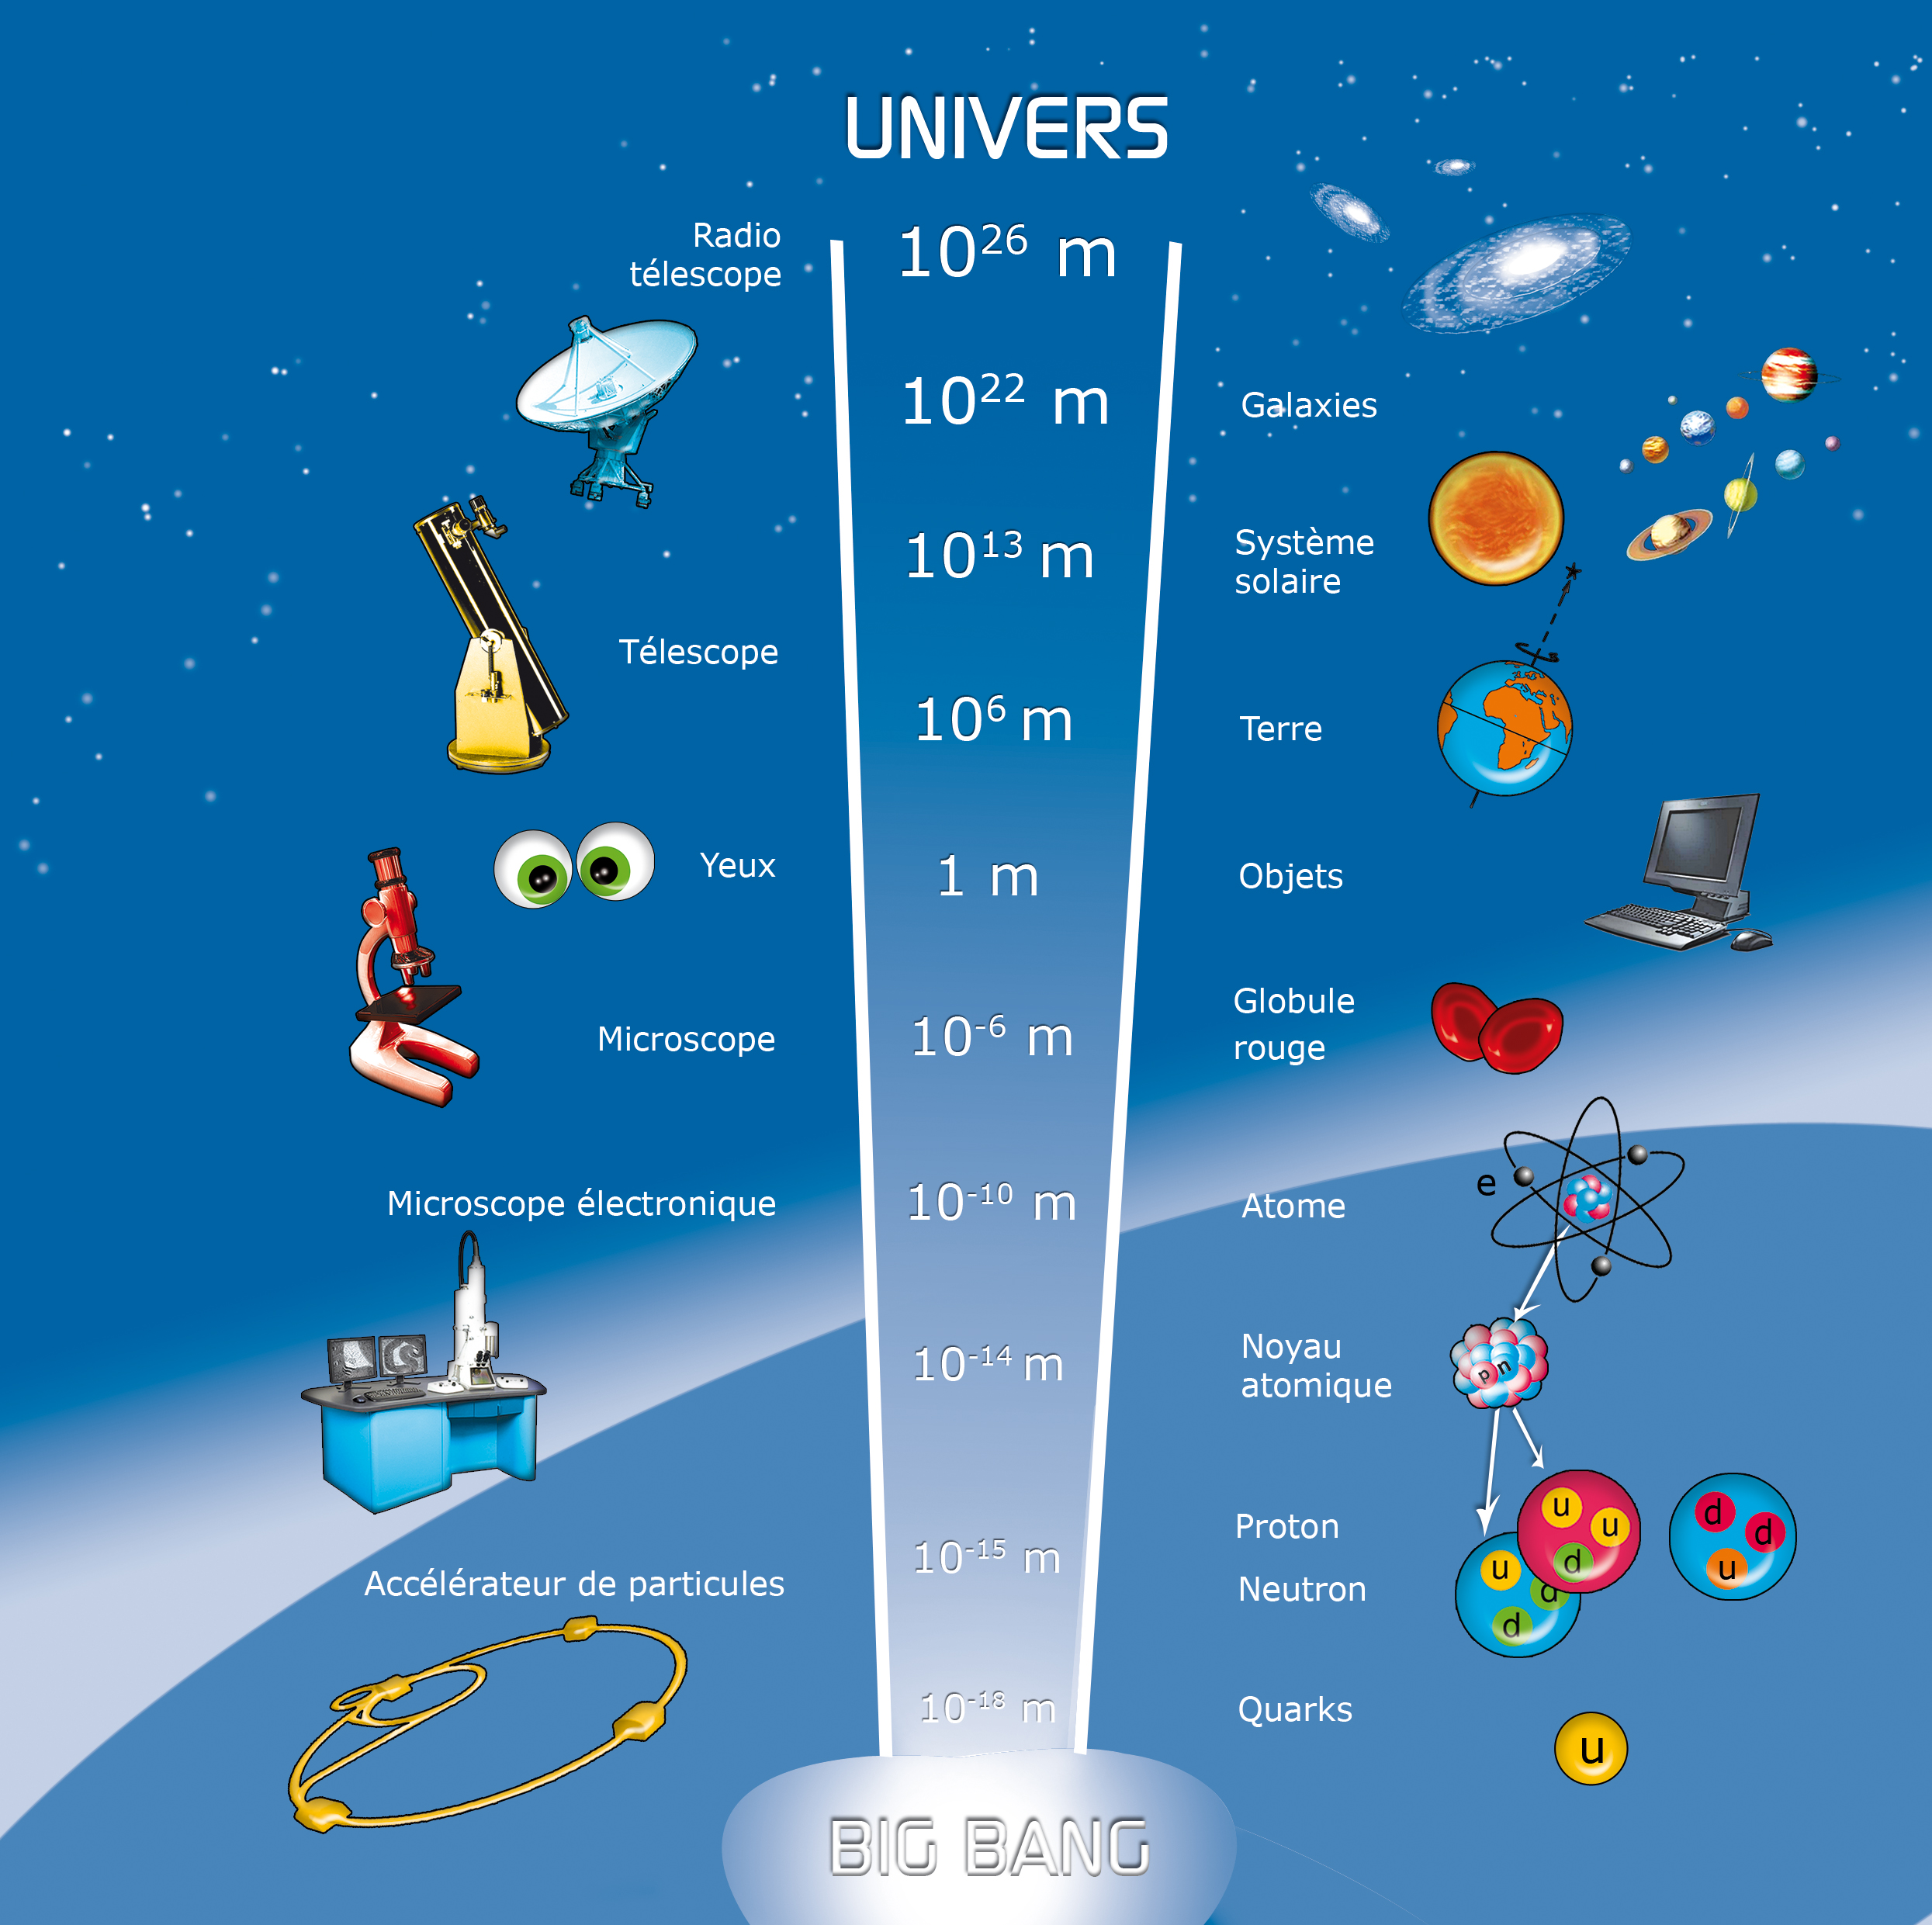 UNIVERS
Radio
télescope
10²⁶ m
10²² m
Galaxies
10¹³ m
Système
solaire
Télescope
10⁶ m
Terre
Yeux
1 m
Objets
Microscope
10⁻⁶ m
Globule
rouge
Microscope électronique
10⁻¹⁰ m
Atome
e
10⁻¹⁴ m
Noyau
atomique
p n
Accélérateur de particules
10⁻¹⁵ m
Proton
Neutron
u
u
d
d
d
u
u
d
d
10⁻¹⁸ m
Quarks
u
BIG BANG